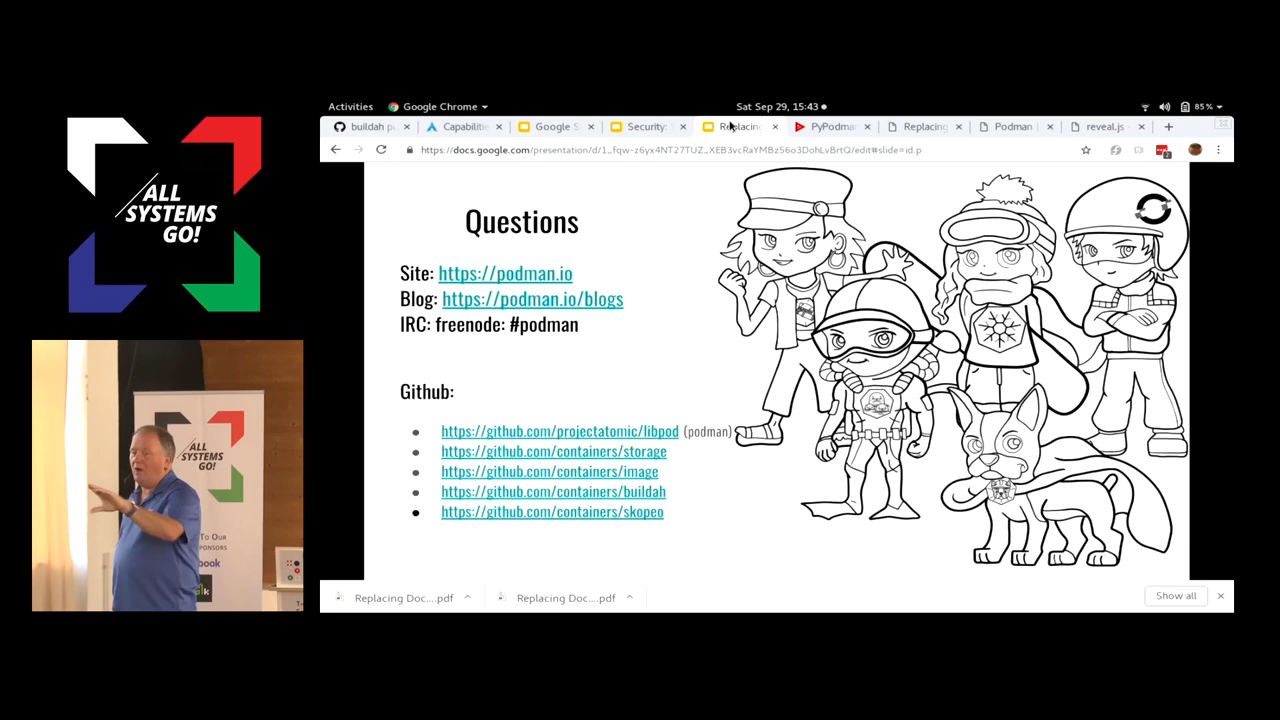 ALL
SYSTEMS
GO!
Activities
Google Chrome
Sat Sep 29, 15:43
85%
buildah
Capabilitie
Google S
Security:
Replacing
PyPodma
Replacing
Podman
reveal.js -
https://docs.google.com/presentation/d/1_fqw-z6yx4NT27TUZ_XEB3vcRaYMBz56o3DohLvBrtQ/edit#slide=id.p
Questions
Site: https://podman.io
Blog: https://podman.io/blogs
IRC: freenode: #podman
Github:
https://github.com/projectatomic/libpod (podman)
https://github.com/containers/storage
https://github.com/containers/image
https://github.com/containers/buildah
https://github.com/containers/skopeo
ALL
SYSTEMS
GO!
TO OUR
Replacing Doc....pdf
Replacing Doc....pdf
Show all